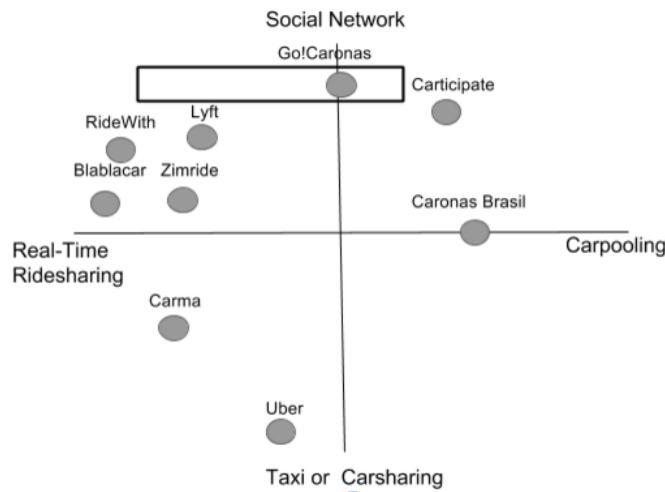 Social Network
Go!Caronas
Carticipate
Lyft
RideWith
Blablacar Zimride
Caronas Brasil
Real-Time
Ridesharing
Carpooling
Carma
Uber
Taxi or Carsharing